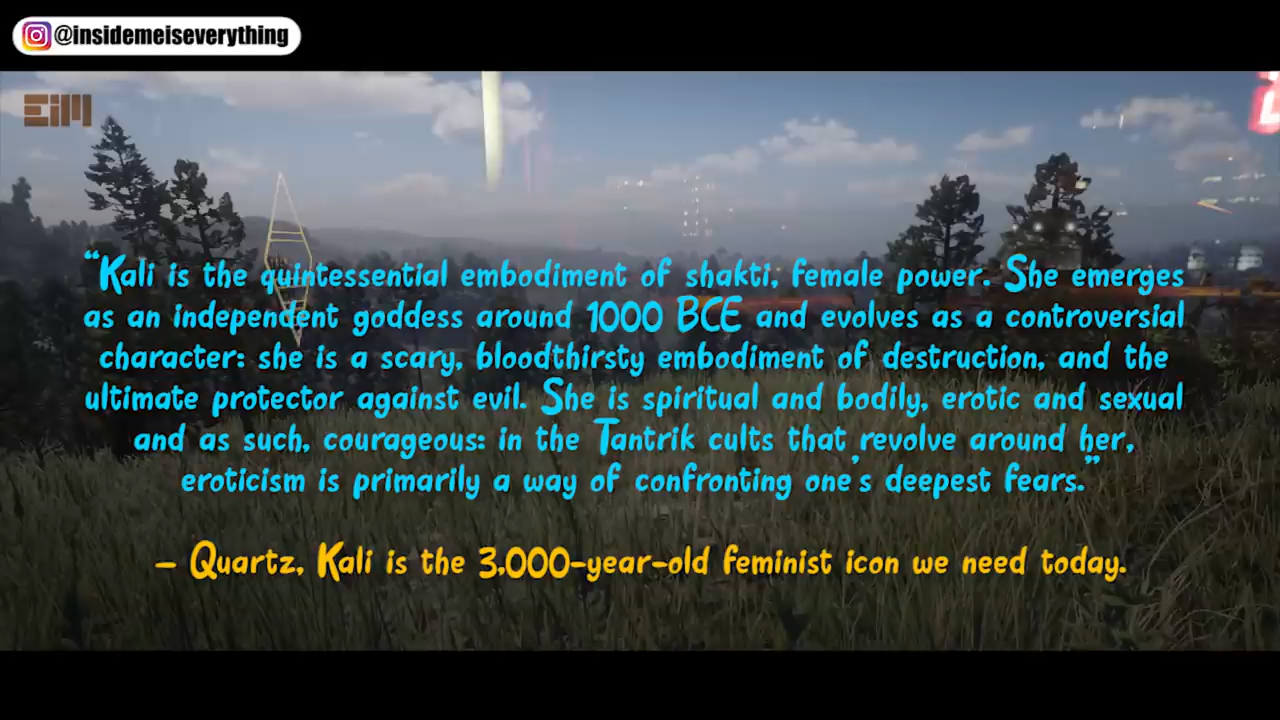 @insidemeiseverything
EiM
“Kali is the quintessential embodiment of shakti, female power. She emerges
as an independent goddess around 1000 BCE and evolves as a controversial
character: she is a scary, bloodthirsty embodiment of destruction, and the
ultimate protector against evil. She is spiritual and bodily, erotic and sexual
and as such, courageous: in the Tantrik cults that revolve around her,
eroticism is primarily a way of confronting one’s deepest fears.”
– Quartz, Kali is the 3,000-year-old feminist icon we need today.